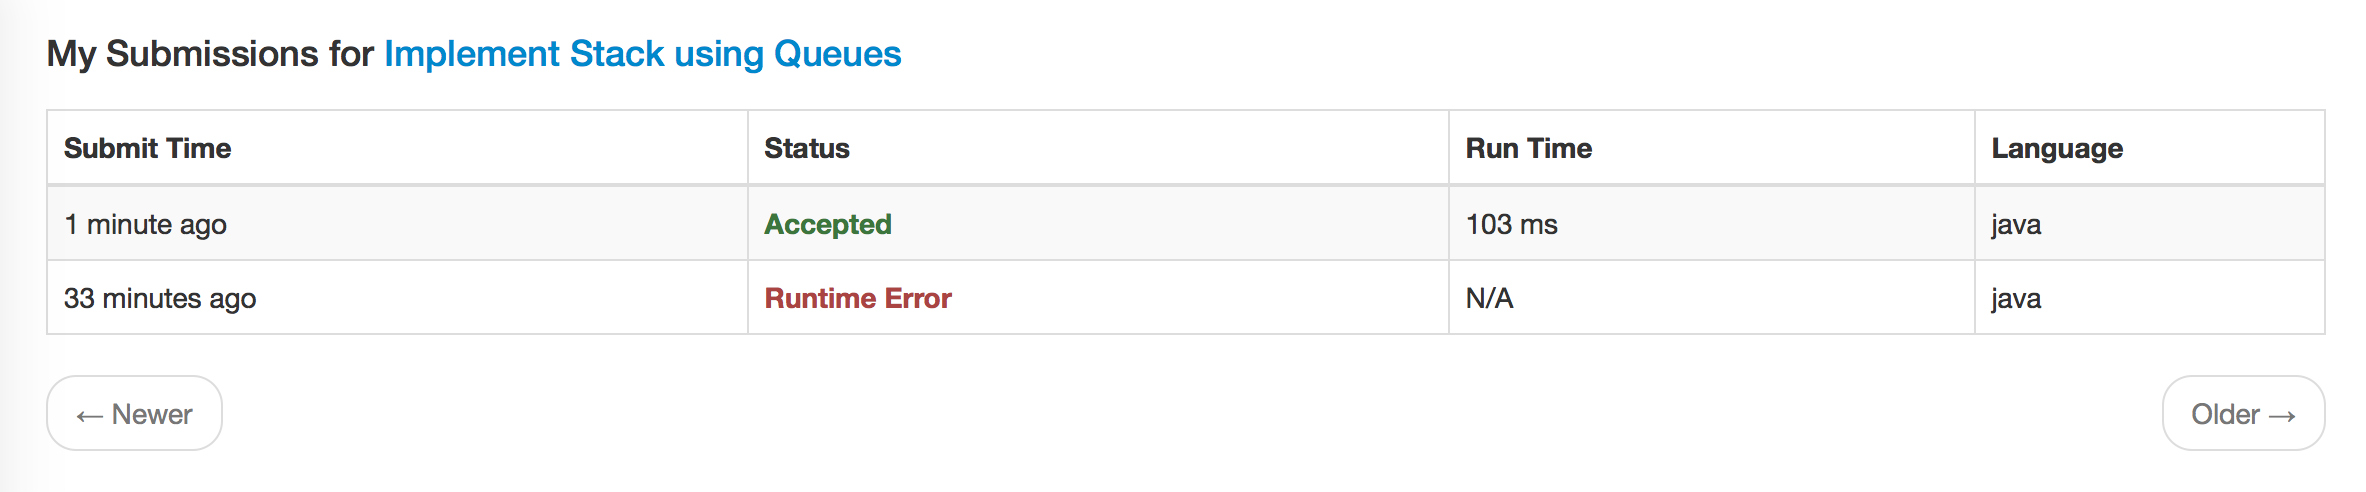 My Submissions for Implement Stack using Queues
Submit Time Status Run Time Language
1 minute ago Accepted 103 ms java
33 minutes ago Runtime Error N/A java
← Newer Older →